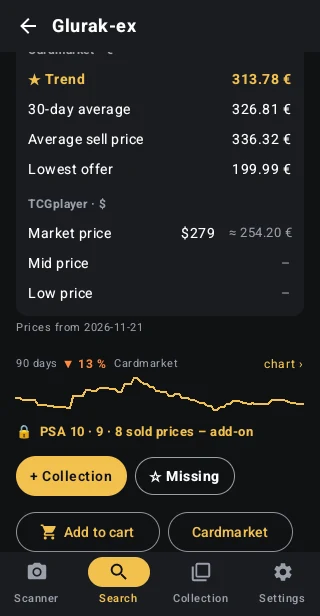 Glurak-ex
Cardmarket · €
★ Trend 313.78 €
30-day average 326.81 €
Average sell price 336.32 €
Lowest offer 199.99 €
TCGplayer · $
Market price $279 ≈ 254.20 €
Mid price –
Low price –
Prices from 2026-11-21
90 days ▼ 13 % Cardmarket chart ›
🔒 PSA 10 · 9 · 8 sold prices – add-on
+ Collection ☆ Missing
Add to cart Cardmarket
Scanner Search Collection Settings